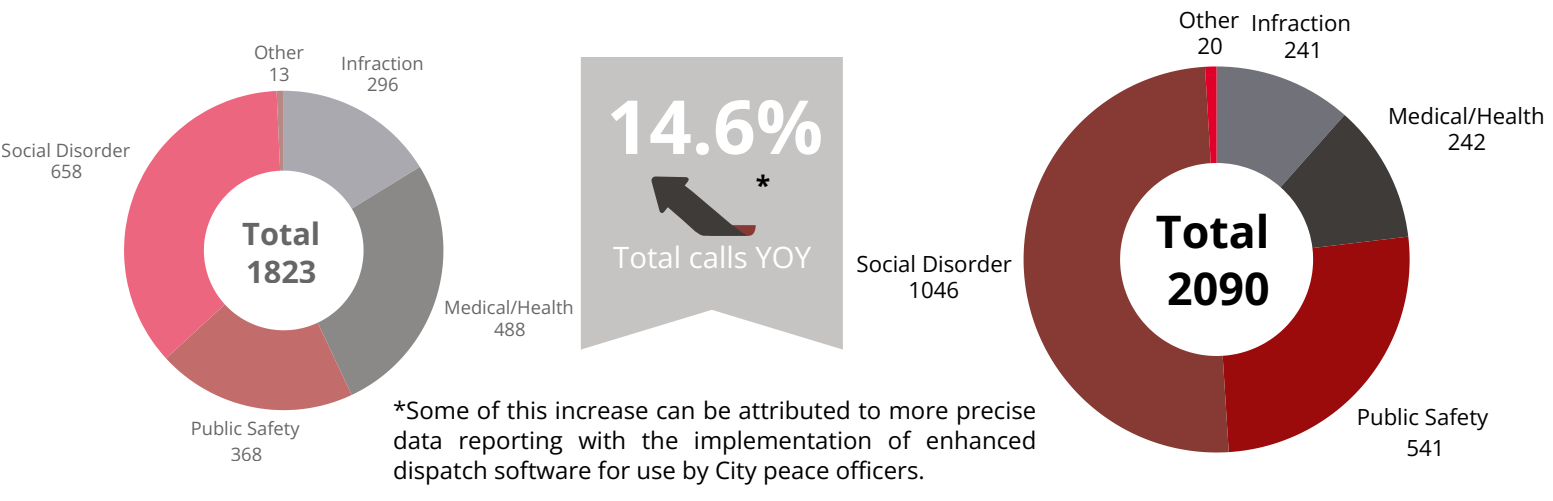 Other
13
Infraction
296
Social Disorder
658
Total
1823
Medical/Health
488
Public Safety
368
14.6%
*
Total calls YOY
*Some of this increase can be attributed to more precise
data reporting with the implementation of enhanced
dispatch software for use by City peace officers.
Other
20
Infraction
241
Medical/Health
242
Social Disorder
1046
Total
2090
Public Safety
541